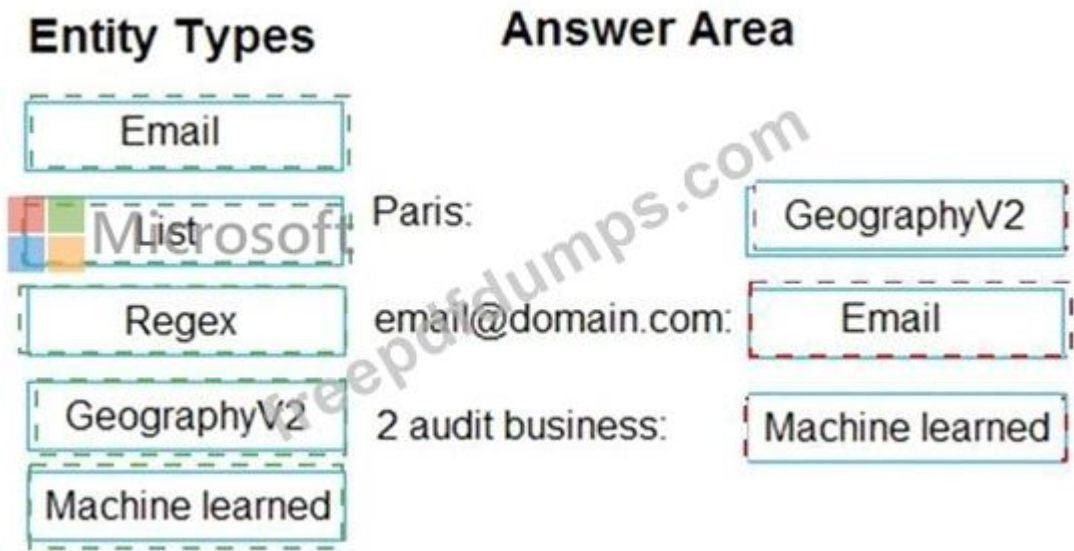 Entity Types
Answer Area
Email
Microsoft
List
Regex
GeographyV2
Machine learned
Paris:
GeographyV2
email@domain.com:
Email
2 audit business:
Machine learned
freepdfdumps.com